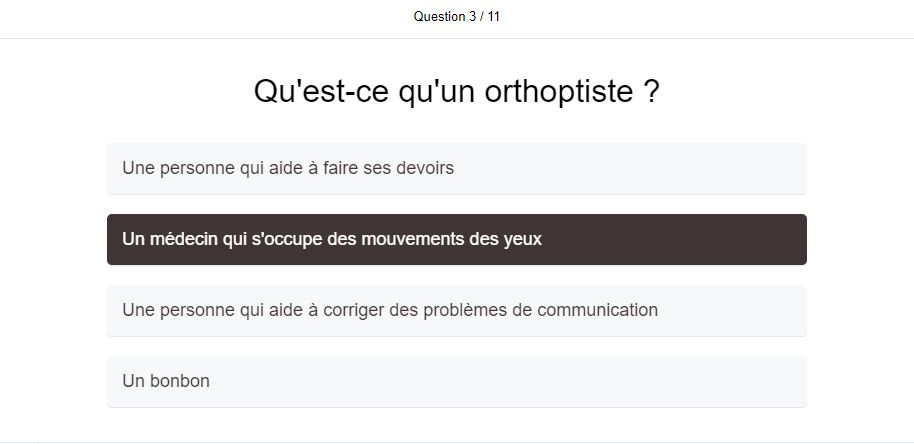 Question 3 / 11
Qu'est-ce qu'un orthoptiste ?
Une personne qui aide à faire ses devoirs
Un médecin qui s'occupe des mouvements des yeux
Une personne qui aide à corriger des problèmes de communication
Un bonbon